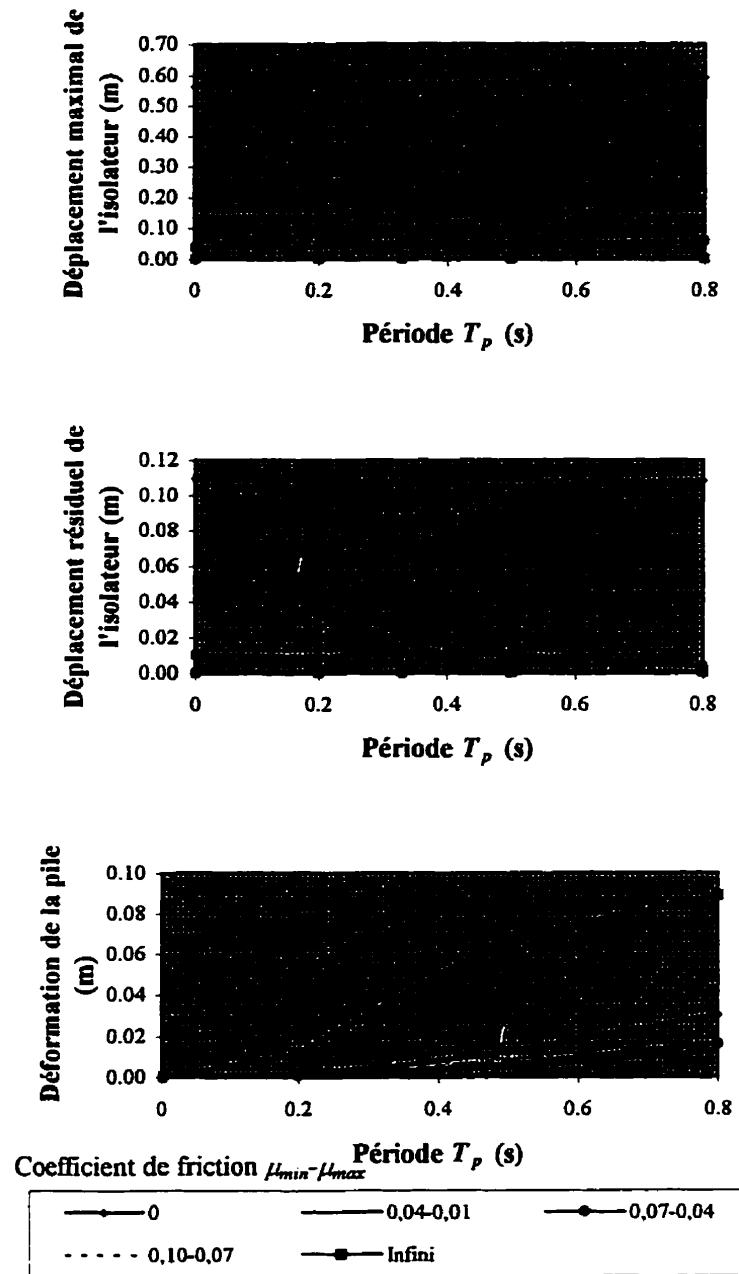 Déplacement maximal de
l'isolateur (m)
0.70
0.60
0.50
0.40
0.30
0.20
0.10
0.00
0 0.2 0.4 0.6 0.8
Période T_p (s)
Déplacement résiduel de
l'isolateur (m)
0.12
0.10
0.08
0.06
0.04
0.02
0.00
0 0.2 0.4 0.6 0.8
Période T_p (s)
Déformation de la pile
(m)
0.10
0.08
0.06
0.04
0.02
0.00
0 0.2 0.4 0.6 0.8
Période T_p (s)
Coefficient de friction μmin-μmax
0 0,04-0,01 0,07-0,04
0,10-0,07 Infini